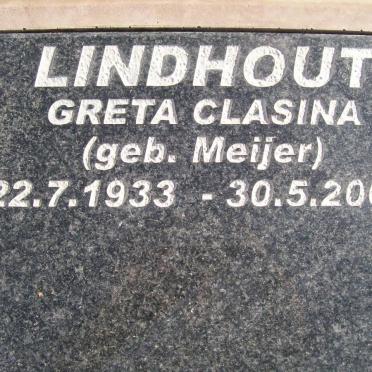 LINDHOUT
GRETA CLASINA
(geb. Meijer)
22.7.1933 - 30.5.200